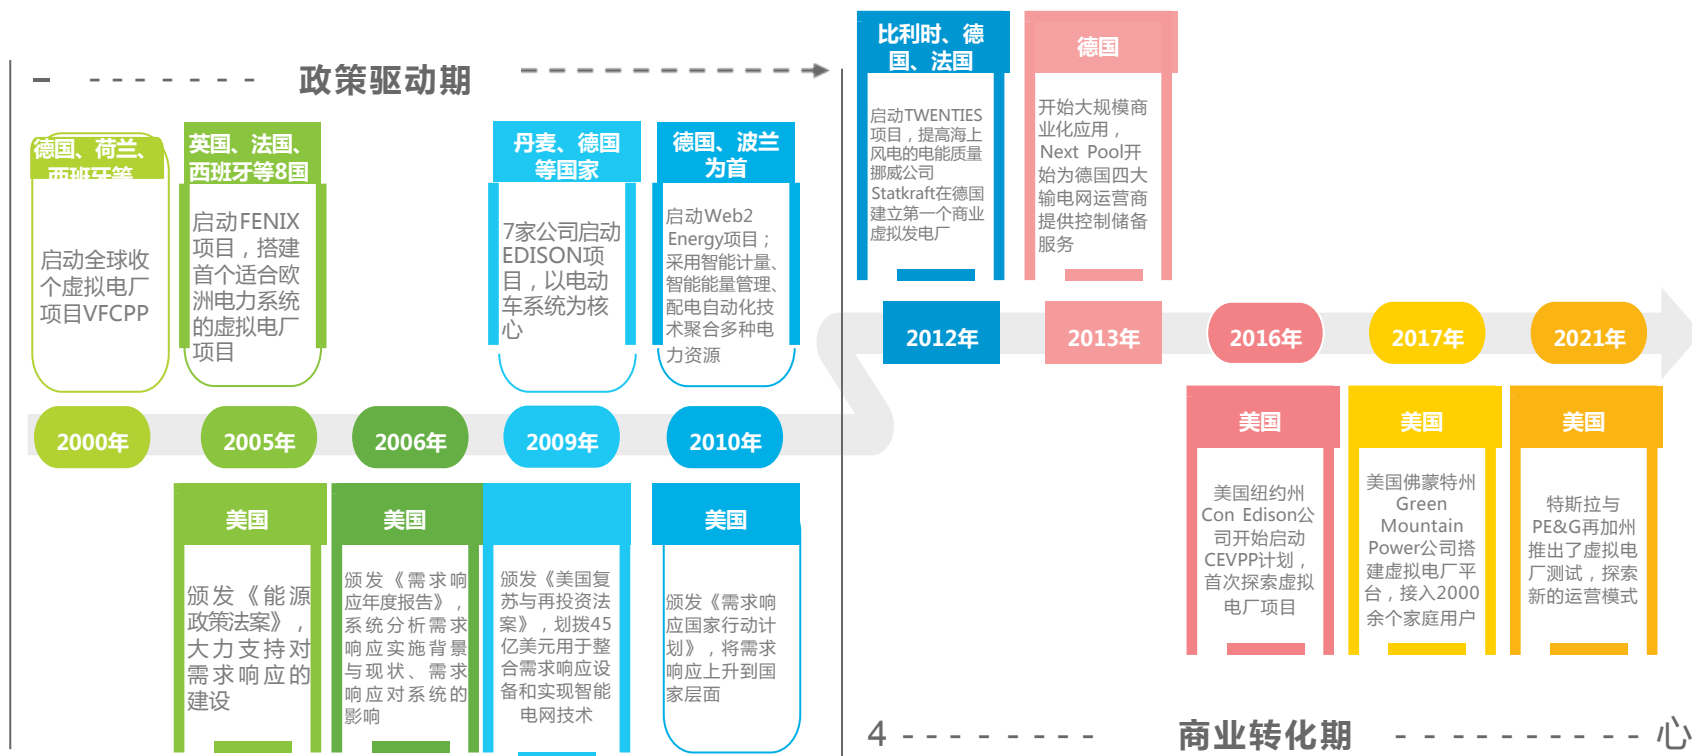 政策驱动期
德国、荷兰、
西班牙等
启动全球收
个虚拟电厂
项目VFCPP
英国、法国、
西班牙等8国
启动FENIX
项目，搭建
首个适合欧
洲电力系统
的虚拟电厂
项目
丹麦、德国
等国家
7家公司启动
EDISON项
目，以电动
车系统为核
心
德国、波兰
为首
启动Web2
Energy项目；
采用智能计量、
智能能量管理、
配电自动化技
术聚合多种电
力资源
2000年
2005年
2006年
2009年
2010年
美国
颁发《能源
政策法案》，
大力支持对
需求响应的
建设
美国
颁发《需求响
应年度报告》，
系统分析需求
响应实施背景
与现状、需求
响应对系统的
影响
颁发《美国复
苏与再投资法
案》，划拨45
亿美元用于整
合需求响应设
备和实现智能
电网技术
美国
颁发《需求响
应国家行动计
划》，将需求
响应上升到国
家层面
比利时、德
国、法国
启动TWENTIES
项目，提高海上
风电的电能质量
挪威公司
Statkraft在德国
建立第一个商业
虚拟发电厂
德国
开始大规模商
业化应用，
Next Pool开
始为德国四大
输电网运营商
提供控制储备
服务
2012年
2013年
2016年
2017年
2021年
美国
美国纽约州
Con Edison公
司开始启动
CEVPP计划，
首次探索虚拟
电厂项目
美国
美国佛蒙特州
Green
Mountain
Power公司搭
建虚拟电厂平
台，接入2000
余个家庭用户
美国
特斯拉与
PE&G再加州
推出了虚拟电
厂测试，探索
新的运营模式
4 商业转化期 心